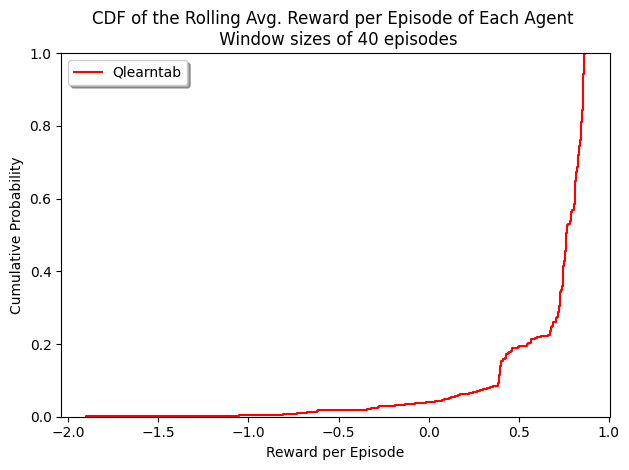 CDF of the Rolling Avg. Reward per Episode of Each Agent
Window sizes of 40 episodes
Qlearntab
1.0
0.8
0.6
0.4
0.2
0.0
Cumulative Probability
−2.0 −1.5 −1.0 −0.5 0.0 0.5 1.0
Reward per Episode